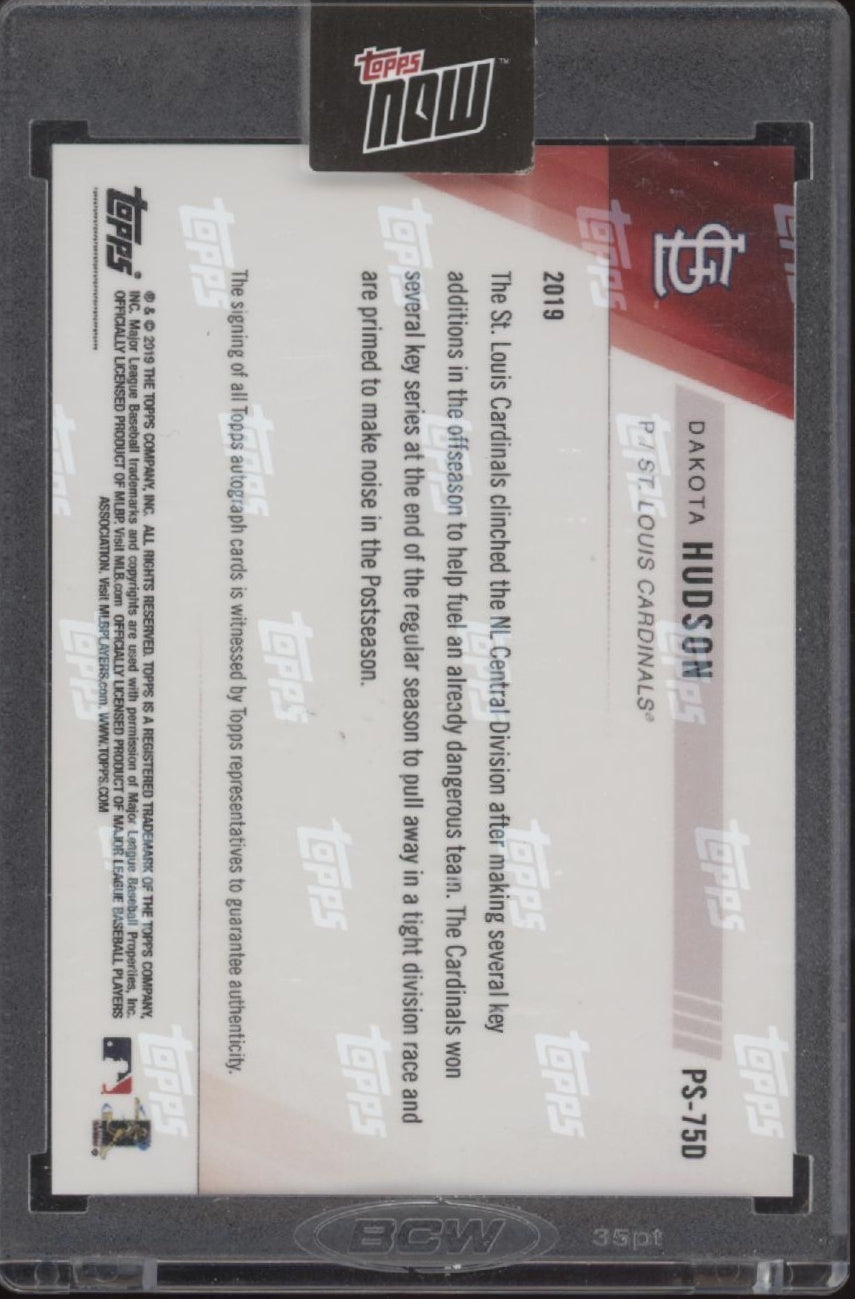 topps
now™
DAKOTA HUDSON
PS-75D
P / ST. LOUIS CARDINALS®
2019
The St. Louis Cardinals clinched the NL Central Division after making several key
additions in the offseason to help fuel an already dangerous team. The Cardinals won
several key series at the end of the regular season to pull away in a tight division race and
are primed to make noise in the Postseason.
The signing of all Topps autograph cards is witnessed by Topps representatives to guarantee authenticity.
topps®
® & © 2019 THE TOPPS COMPANY, INC. ALL RIGHTS RESERVED. TOPPS IS A REGISTERED TRADEMARK OF THE TOPPS COMPANY,
INC. Major League Baseball trademarks and copyrights are used with permission of Major League Baseball Properties, Inc.
OFFICIALLY LICENSED PRODUCT OF MLBP. Visit MLB.com OFFICIALLY LICENSED PRODUCT OF MAJOR LEAGUE BASEBALL PLAYERS
ASSOCIATION. Visit MLBPLAYERS.com. WWW.TOPPS.COM
BCW
35pt